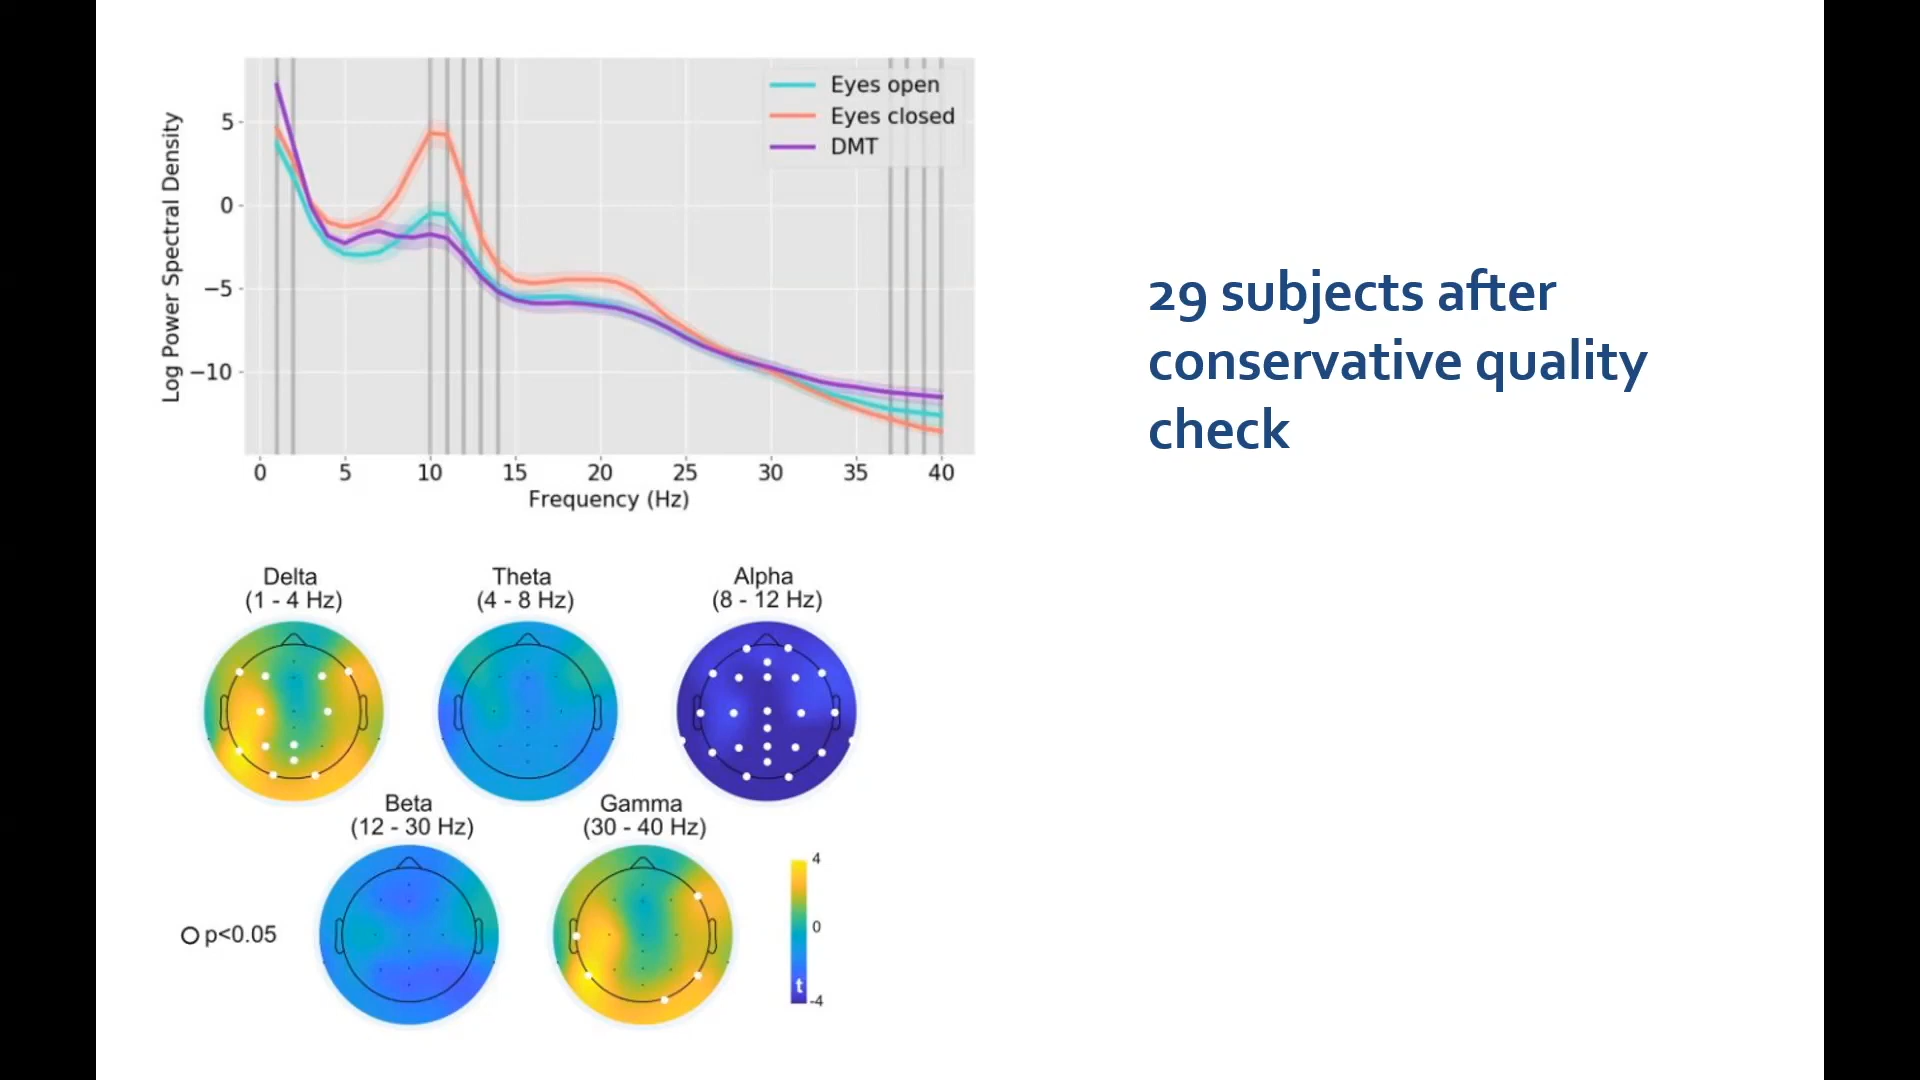 Eyes open
Eyes closed
DMT
Log Power Spectral Density
5
0
−5
−10
0 5 10 15 20 25 30 35 40
Frequency (Hz)
29 subjects after
conservative quality
check
Delta
(1 - 4 Hz)
Theta
(4 - 8 Hz)
Alpha
(8 - 12 Hz)
Beta
(12 - 30 Hz)
Gamma
(30 - 40 Hz)
p<0.05
4
0
t
-4